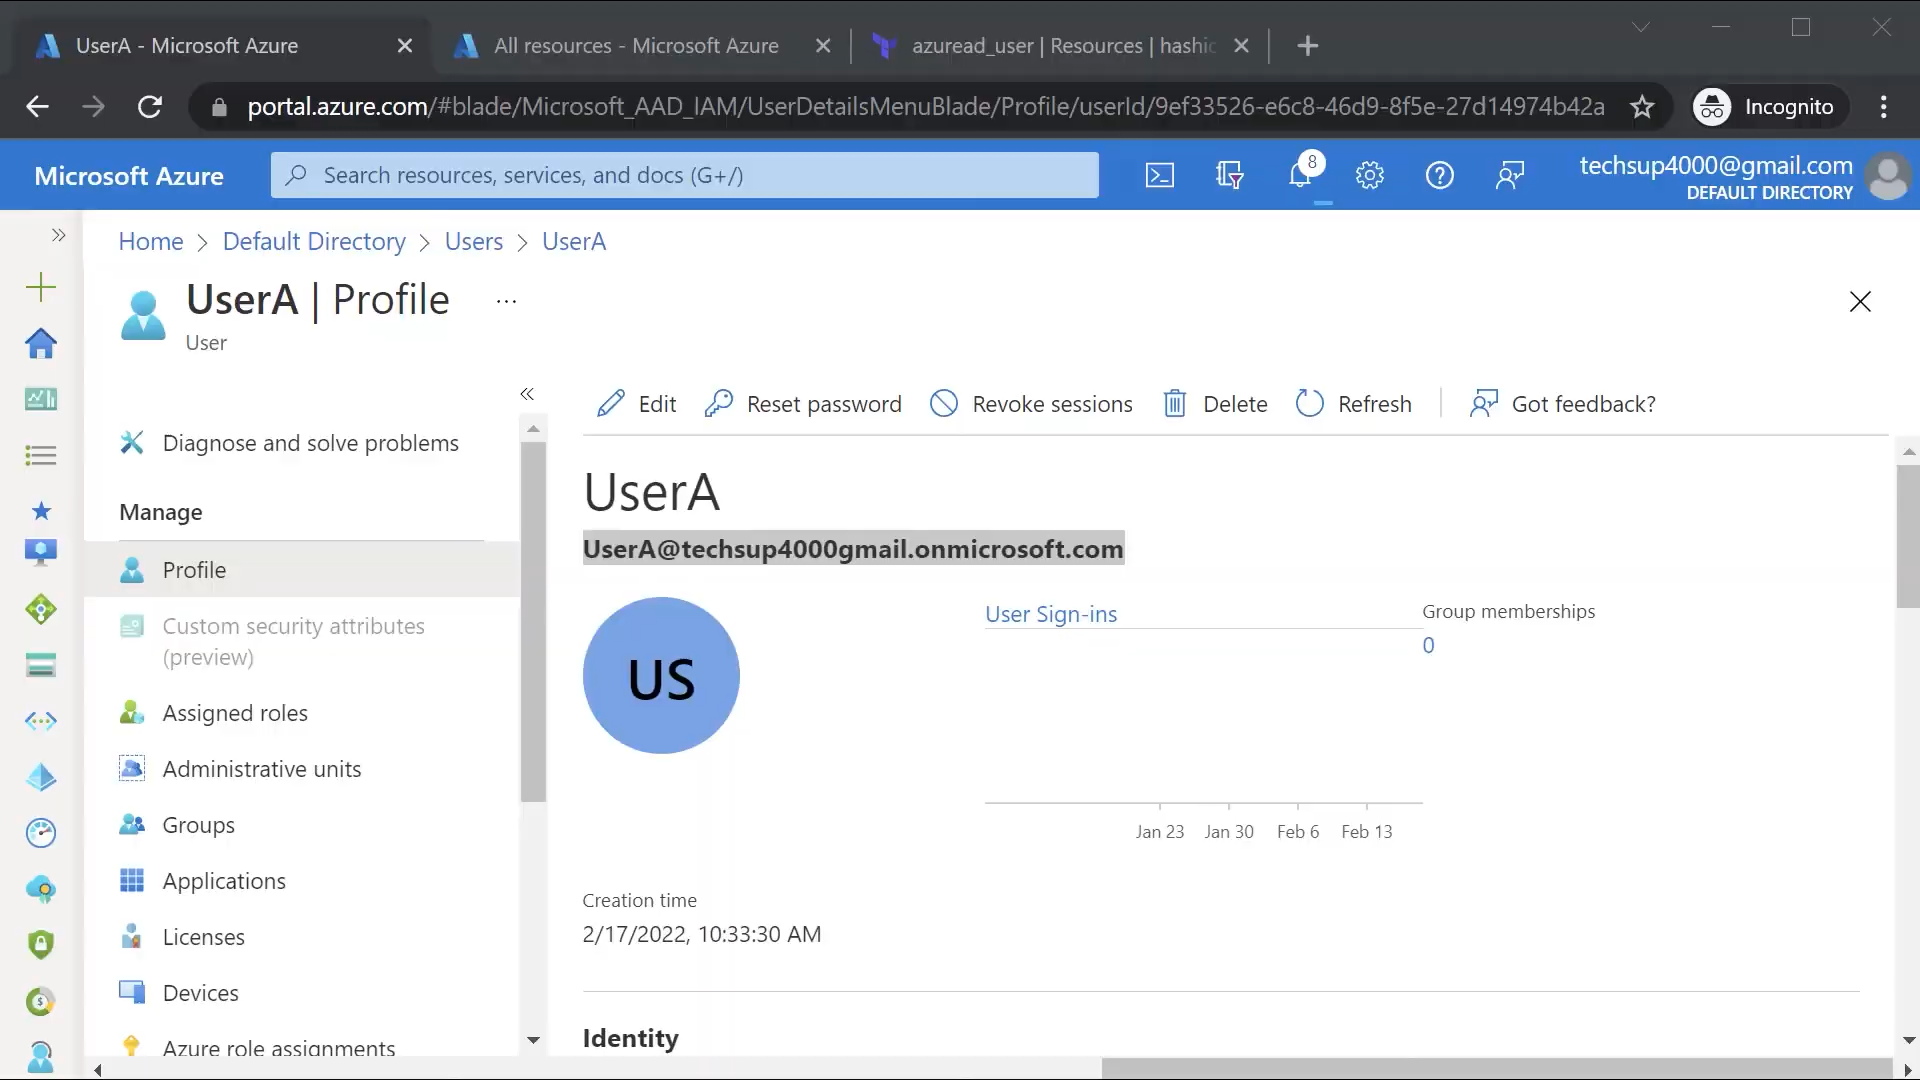 UserA - Microsoft Azure
All resources - Microsoft Azure
azuread_user | Resources | hashic
portal.azure.com/#blade/Microsoft_AAD_IAM/UserDetailsMenuBlade/Profile/userId/9ef33526-e6c8-46d9-8f5e-27d14974b42a
Incognito
Microsoft Azure
Search resources, services, and docs (G+/)
8
techsup4000@gmail.com
DEFAULT DIRECTORY
Home > Default Directory > Users > UserA
UserA | Profile ...
User
Edit
Reset password
Revoke sessions
Delete
Refresh
Got feedback?
Diagnose and solve problems
Manage
Profile
Custom security attributes
(preview)
Assigned roles
Administrative units
Groups
Applications
Licenses
Devices
Azure role assignments
UserA
UserA@techsup4000gmail.onmicrosoft.com
US
User Sign-ins
Group memberships
0
Jan 23
Jan 30
Feb 6
Feb 13
Creation time
2/17/2022, 10:33:30 AM
Identity